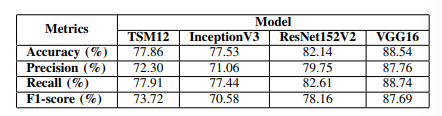 Metrics Model
TSM12 InceptionV3 ResNet152V2 VGG16
Accuracy (%) 77.86 77.53 82.14 88.54
Precision (%) 72.30 71.06 79.75 87.76
Recall (%) 77.91 77.44 82.61 88.74
F1-score (%) 73.72 70.58 78.16 87.69